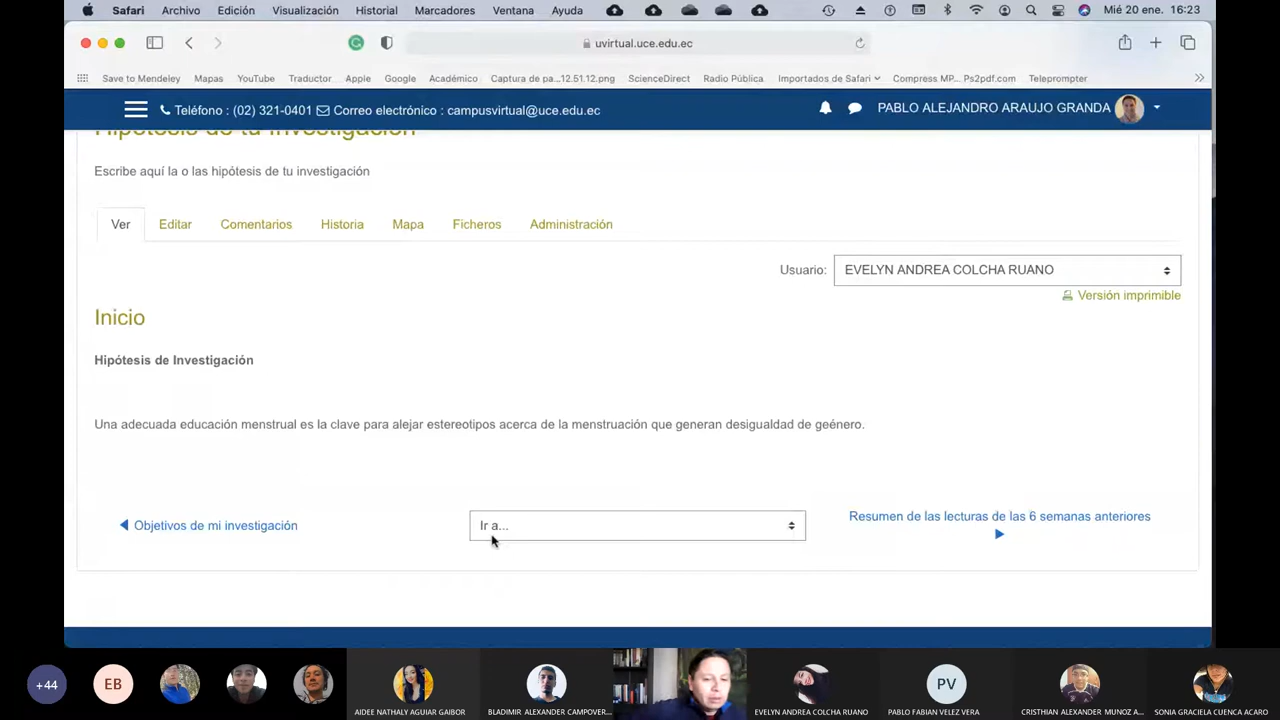 Safari Archivo Edición Visualización Historial Marcadores Ventana Ayuda Mié 20 ene. 16:23
uvirtual.uce.edu.ec
Save to Mendeley Mapas YouTube Traductor Apple Google Académico Captura de pa...12.51.12.png ScienceDirect Radio Pública Importados de Safari Compress MP... Ps2pdf.com Teleprompter
Teléfono : (02) 321-0401 Correo electrónico : campusvirtual@uce.edu.ec PABLO ALEJANDRO ARAUJO GRANDA
Hipótesis de tu investigación
Escribe aquí la o las hipótesis de tu investigación
Ver Editar Comentarios Historia Mapa Ficheros Administración
Usuario: EVELYN ANDREA COLCHA RUANO
Versión imprimible
Inicio
Hipótesis de Investigación
Una adecuada educación menstrual es la clave para alejar estereotipos acerca de la menstruación que generan desigualdad de geénero.
Objetivos de mi investigación Ir a... Resumen de las lecturas de las 6 semanas anteriores
+44 EB PV
AIDEE NATHALY AGUIAR GAIBOR BLADIMIR ALEXANDER CAMPOVER... EVELYN ANDREA COLCHA RUANO PABLO FABIAN VELEZ VERA CRISTHIAN ALEXANDER MUNOZ A... SONIA GRACIELA CUENCA ACARO